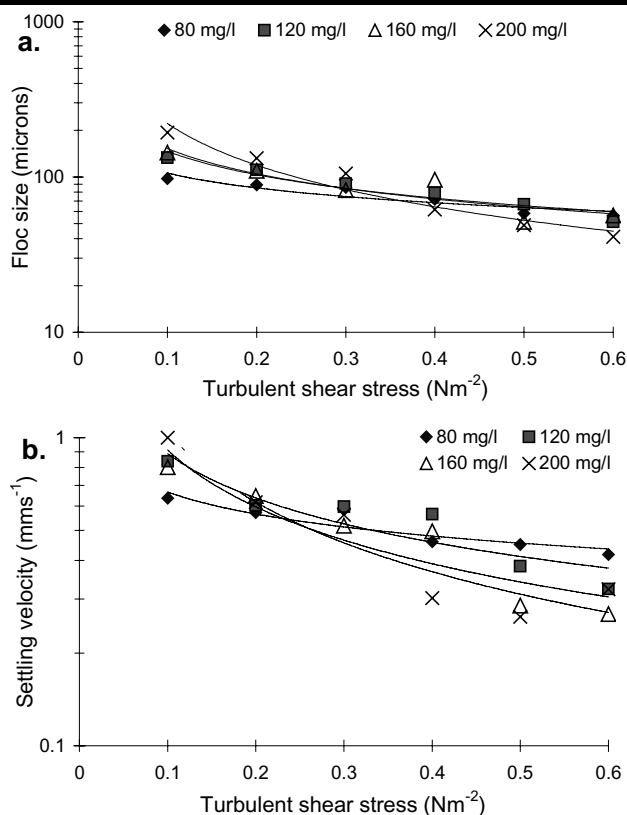 a.
80 mg/l 120 mg/l 160 mg/l 200 mg/l
1000
100
10
0 0.1 0.2 0.3 0.4 0.5 0.6
Floc size (microns)
Turbulent shear stress (Nm⁻²)
b.
80 mg/l 120 mg/l
160 mg/l 200 mg/l
1
0.1
0 0.1 0.2 0.3 0.4 0.5 0.6
Settling velocity (mms⁻¹)
Turbulent shear stress (Nm⁻²)